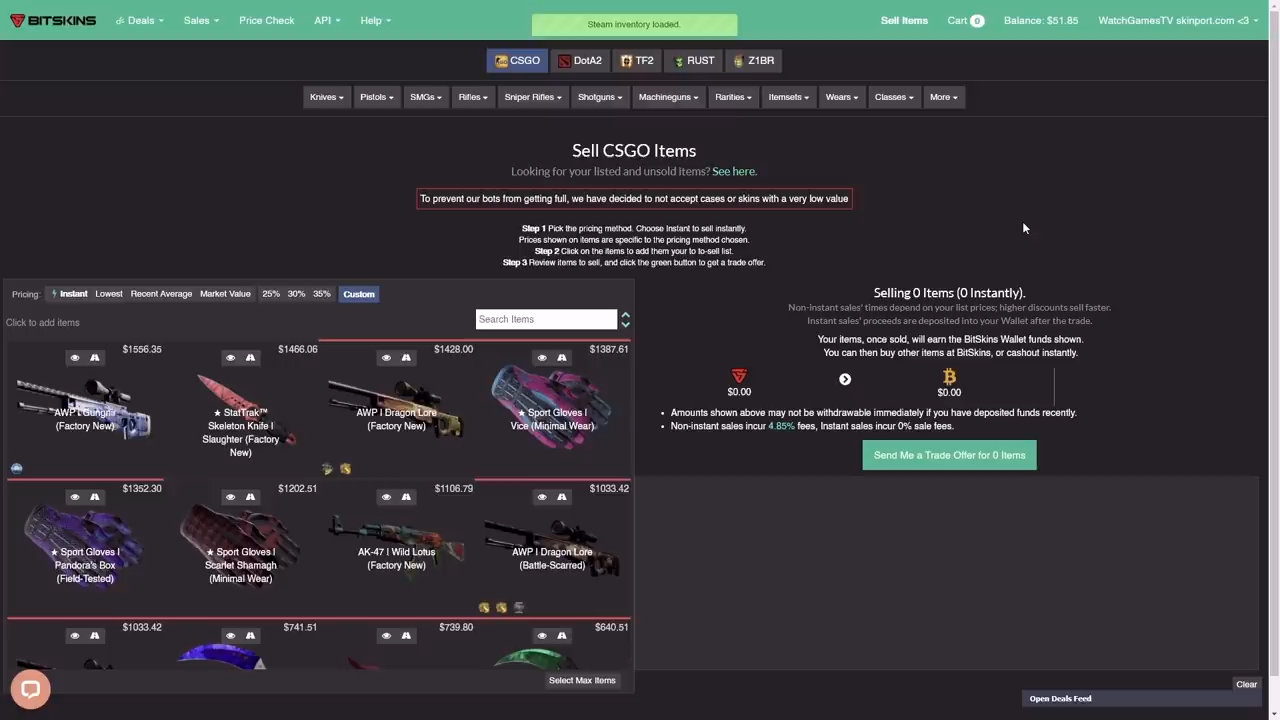 BITSKINS
Deals
Sales
Price Check
API
Help
Steam inventory loaded.
Sell Items
Cart 0
Balance: $51.85
WatchGamesTV skinport.com <3
CSGO
DotA2
TF2
RUST
Z1BR
Knives
Pistols
SMGs
Rifles
Sniper Rifles
Shotguns
Machineguns
Rarities
Itemsets
Wears
Classes
More
Sell CSGO Items
Looking for your listed and unsold items? See here.
To prevent our bots from getting full, we have decided to not accept cases or skins with a very low value
Step 1 Pick the pricing method. Choose Instant to sell instantly.
Prices shown on items are specific to the pricing method chosen.
Step 2 Click on the items to add them your to to-sell list.
Step 3 Review items to sell, and click the green button to get a trade offer.
Pricing: Instant Lowest Recent Average Market Value 25% 30% 35% Custom
Click to add items
Search Items
$1556.35
AWP | Gungnir
(Factory New)
$1466.06
★ StatTrak™
Skeleton Knife |
Slaughter (Factory
New)
$1428.00
AWP | Dragon Lore
(Factory New)
$1387.61
★ Sport Gloves |
Vice (Minimal Wear)
$1352.30
★ Sport Gloves |
Pandora's Box
(Field-Tested)
$1202.51
★ Sport Gloves |
Scarlet Shamagh
(Minimal Wear)
$1106.79
AK-47 | Wild Lotus
(Factory New)
$1033.42
AWP | Dragon Lore
(Battle-Scarred)
$1033.42
$741.51
$739.80
$640.51
Select Max Items
Selling 0 Items (0 Instantly).
Non-instant sales' times depend on your list prices; higher discounts sell faster.
Instant sales' proceeds are deposited into your Wallet after the trade.
Your items, once sold, will earn the BitSkins Wallet funds shown.
You can then buy other items at BitSkins, or cashout instantly.
$0.00
$0.00
• Amounts shown above may not be withdrawable immediately if you have deposited funds recently.
• Non-instant sales incur 4.85% fees, Instant sales incur 0% sale fees.
Send Me a Trade Offer for 0 Items
Clear
Open Deals Feed